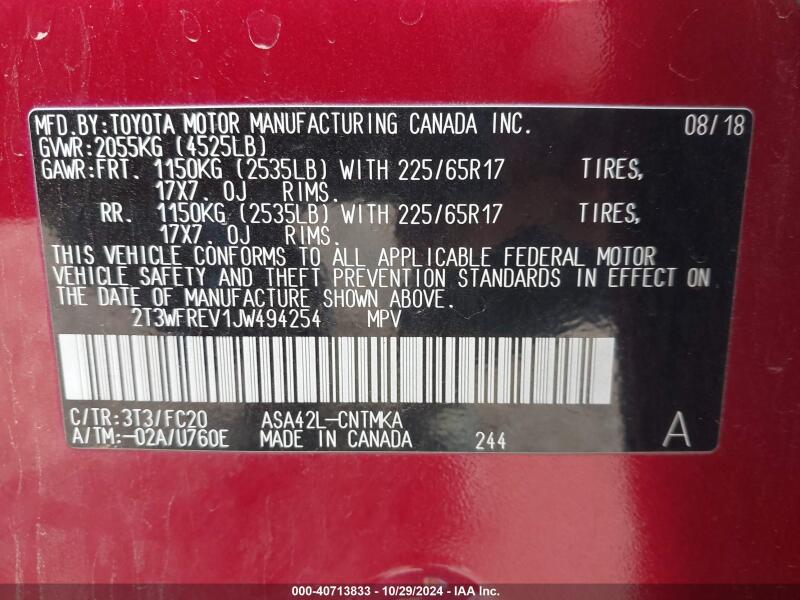 MFD.BY:TOYOTA MOTOR MANUFACTURING CANADA INC. 08/18
GVWR:2055KG (4525LB)
GAWR:FRT. 1150KG (2535LB) WITH 225/65R17 TIRES,
17X7.0J RIMS.
RR. 1150KG (2535LB) WITH 225/65R17 TIRES,
17X7.0J RIMS.
THIS VEHICLE CONFORMS TO ALL APPLICABLE FEDERAL MOTOR
VEHICLE SAFETY AND THEFT PREVENTION STANDARDS IN EFFECT ON
THE DATE OF MANUFACTURE SHOWN ABOVE.
2T3WFREV1JW494254 MPV
C/TR:3T3/FC20 ASA42L-CNTMKA
A/TM:-02A/U760E MADE IN CANADA 244 A
000-40713833 - 10/29/2024 - IAA Inc.